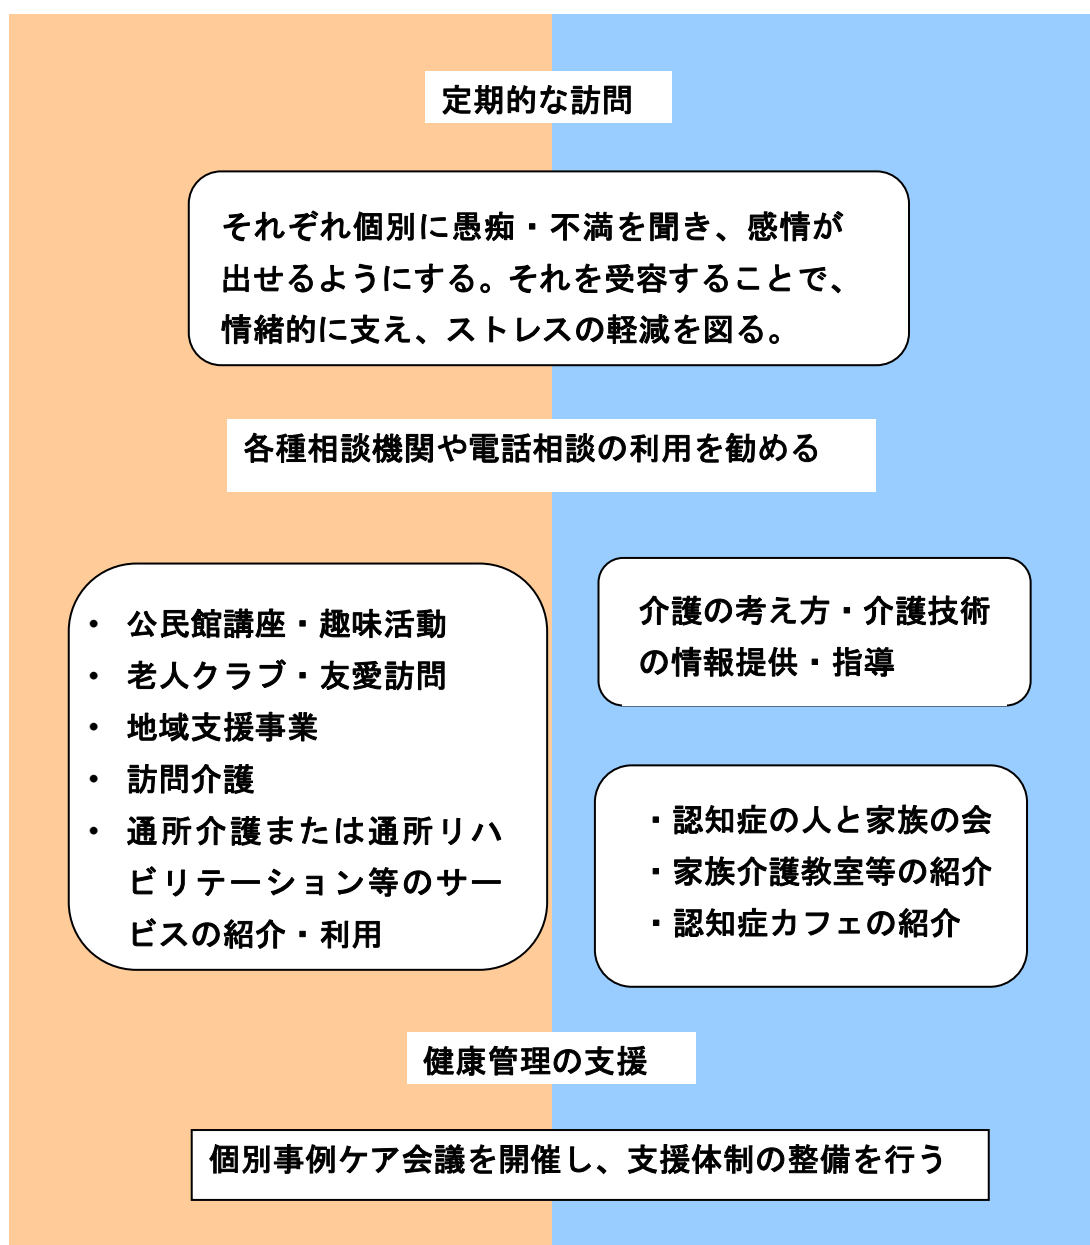 定期的な訪問
それぞれ個別に愚痴・不満を聞き、感情が
出せるようにする。それを受容することで、
情緒的に支え、ストレスの軽減を図る。
各種相談機関や電話相談の利用を勧める
・ 公民館講座・趣味活動
・ 老人クラブ・友愛訪問
・ 地域支援事業
・ 訪問介護
・ 通所介護または通所リハ
ビリテーション等のサー
ビスの紹介・利用
介護の考え方・介護技術
の情報提供・指導
・認知症の人と家族の会
・家族介護教室等の紹介
・認知症カフェの紹介
健康管理の支援
個別事例ケア会議を開催し、支援体制の整備を行う